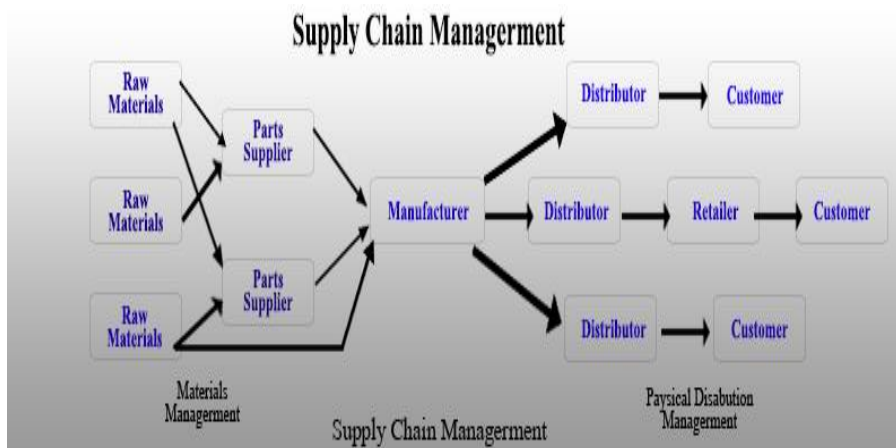 Supply Chain Managerment
Raw
Materials
Distributor
Customer
Parts
Supplier
Raw
Materials
Manufacturer
Distributor
Retailer
Customer
Parts
Supplier
Raw
Materials
Distributor
Customer
Materials
Management
Paysical Disabution
Management
Supply Chain Management